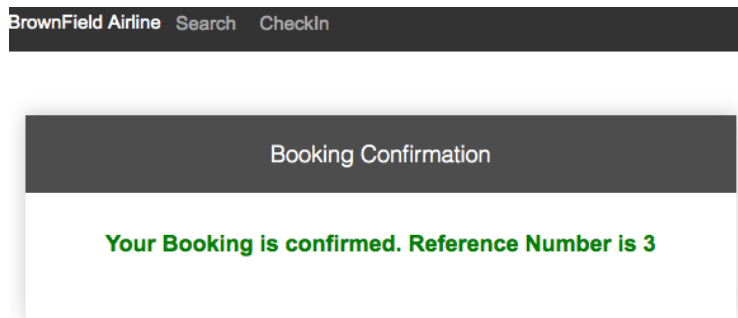 BrownField Airline Search CheckIn
Booking Confirmation
Your Booking is confirmed. Reference Number is 3